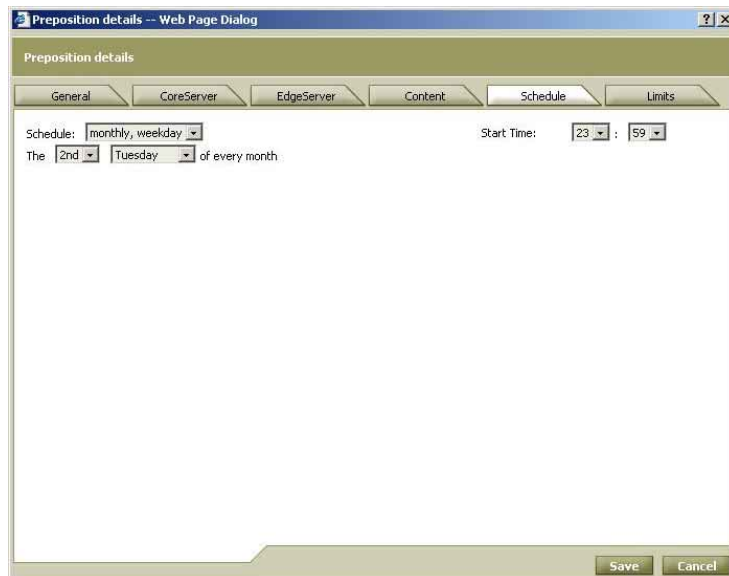 Preposition details -- Web Page Dialog
Preposition details
General CoreServer EdgeServer Content Schedule Limits
Schedule: monthly, weekday Start Time: 23 : 59
The 2nd Tuesday of every month
Save Cancel